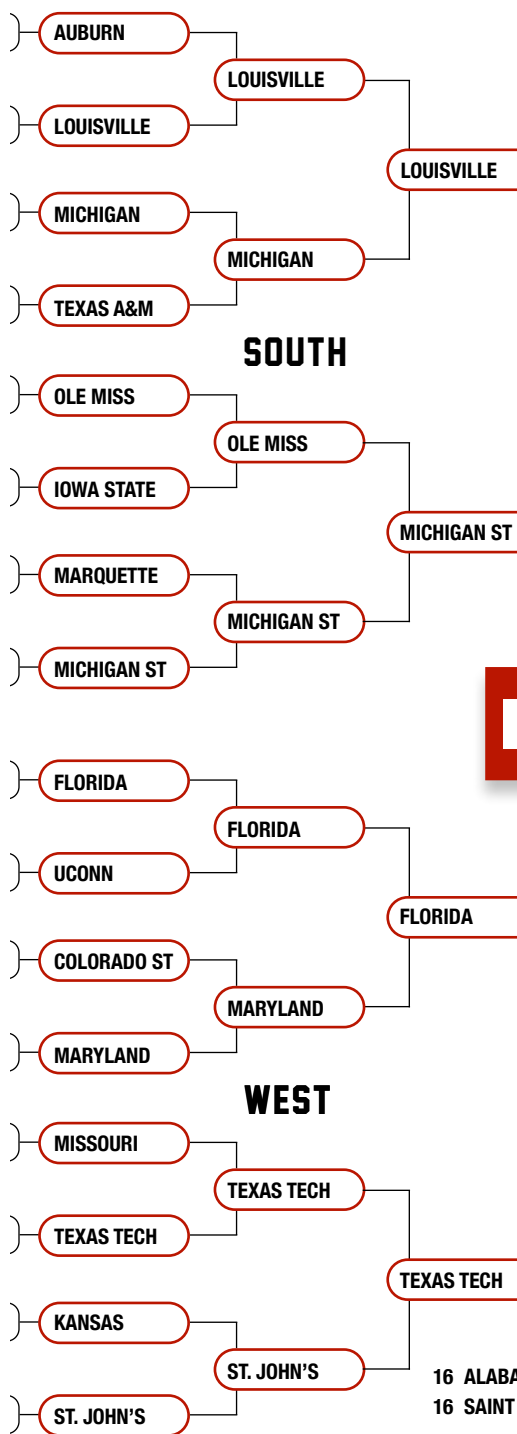 AUBURN
LOUISVILLE
LOUISVILLE
LOUISVILLE
MICHIGAN
MICHIGAN
TEXAS A&M
SOUTH
OLE MISS
OLE MISS
IOWA STATE
MICHIGAN ST
MARQUETTE
MICHIGAN ST
MICHIGAN ST
FLORIDA
FLORIDA
UCONN
FLORIDA
COLORADO ST
MARYLAND
MARYLAND
WEST
MISSOURI
TEXAS TECH
TEXAS TECH
TEXAS TECH
KANSAS
ST. JOHN'S
16 ALABA
16 SAINT
ST. JOHN'S